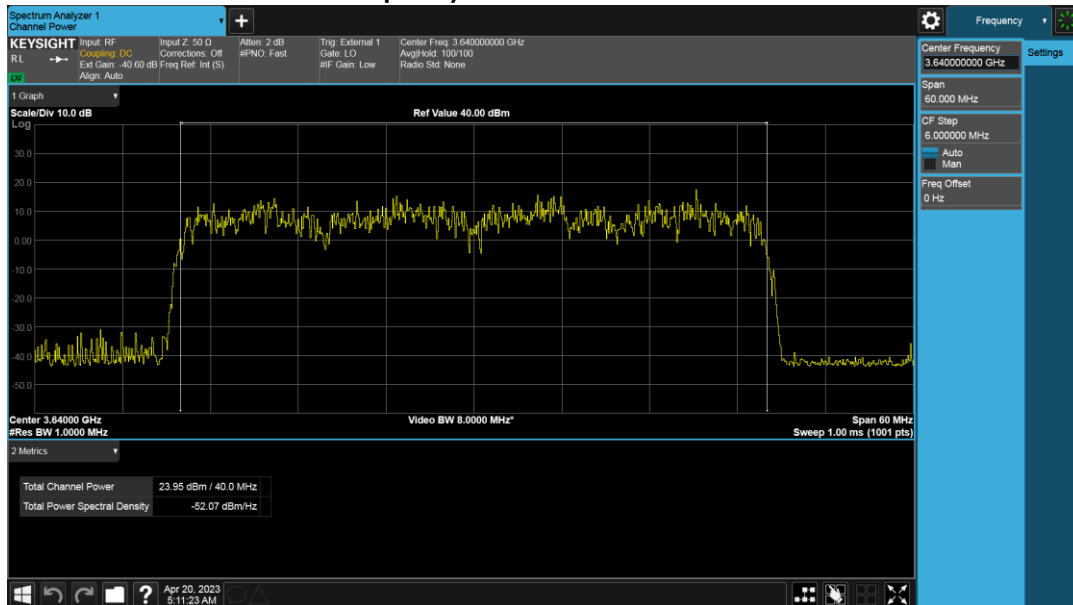 Spectrum Analyzer 1
Channel Power
Frequency
KEYSIGHT Input: RF Input Z: 50 Ω Atten: 2 dB Trig: External 1 Center Freq: 3.640000000 GHz
RL Coupling: DC Corrections: Off #PNO: Fast Gate: LO Avg|Hold: 100/100
Ext Gain: -40.60 dB Freq Ref: Int (S) #IF Gain: Low Radio Std: None
LXI Align: Auto
Center Frequency
3.640000000 GHz
Settings
Span
60.000 MHz
CF Step
6.000000 MHz
Auto
Man
Freq Offset
0 Hz
1 Graph
Scale/Div 10.0 dB Ref Value 40.00 dBm
Log
30.0
20.0
10.0
0.00
-10.0
-20.0
-30.0
-40.0
-50.0
Center 3.64000 GHz Video BW 8.0000 MHz* Span 60 MHz
#Res BW 1.0000 MHz Sweep 1.00 ms (1001 pts)
2 Metrics
Total Channel Power 23.95 dBm / 40.0 MHz
Total Power Spectral Density -52.07 dBm/Hz
? Apr 20, 2023
5:11:23 AM